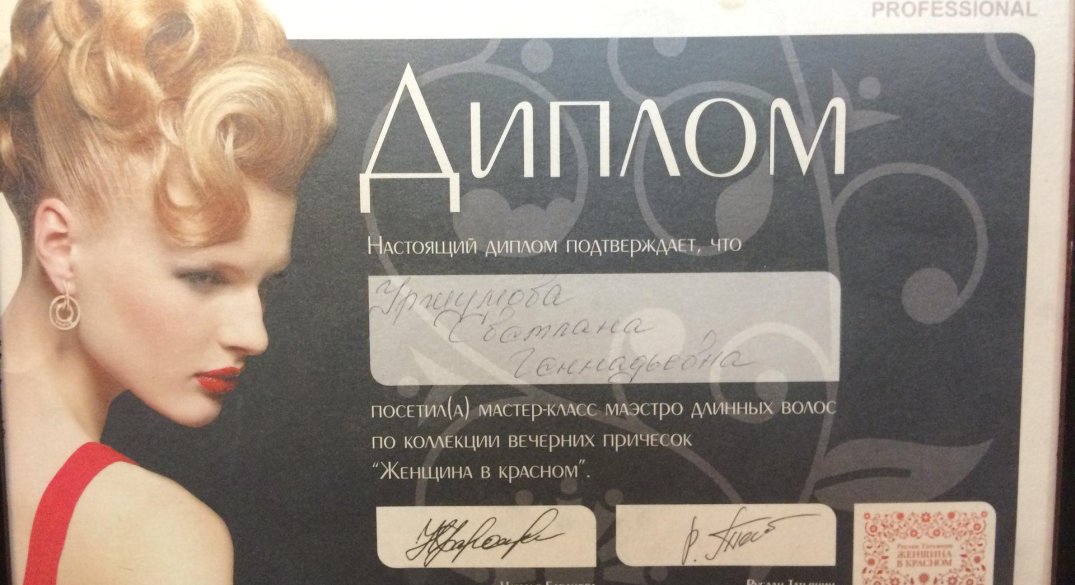 PROFESSIONAL
Диплом
Настоящий диплом подтверждает, что
Уржумова
Светлана
Геннадьевна
посетил(а) мастер-класс маэстро длинных волос
по коллекции вечерних причесок
“Женщина в красном”.
ЖЕНЩИНА
В КРАСНОМ